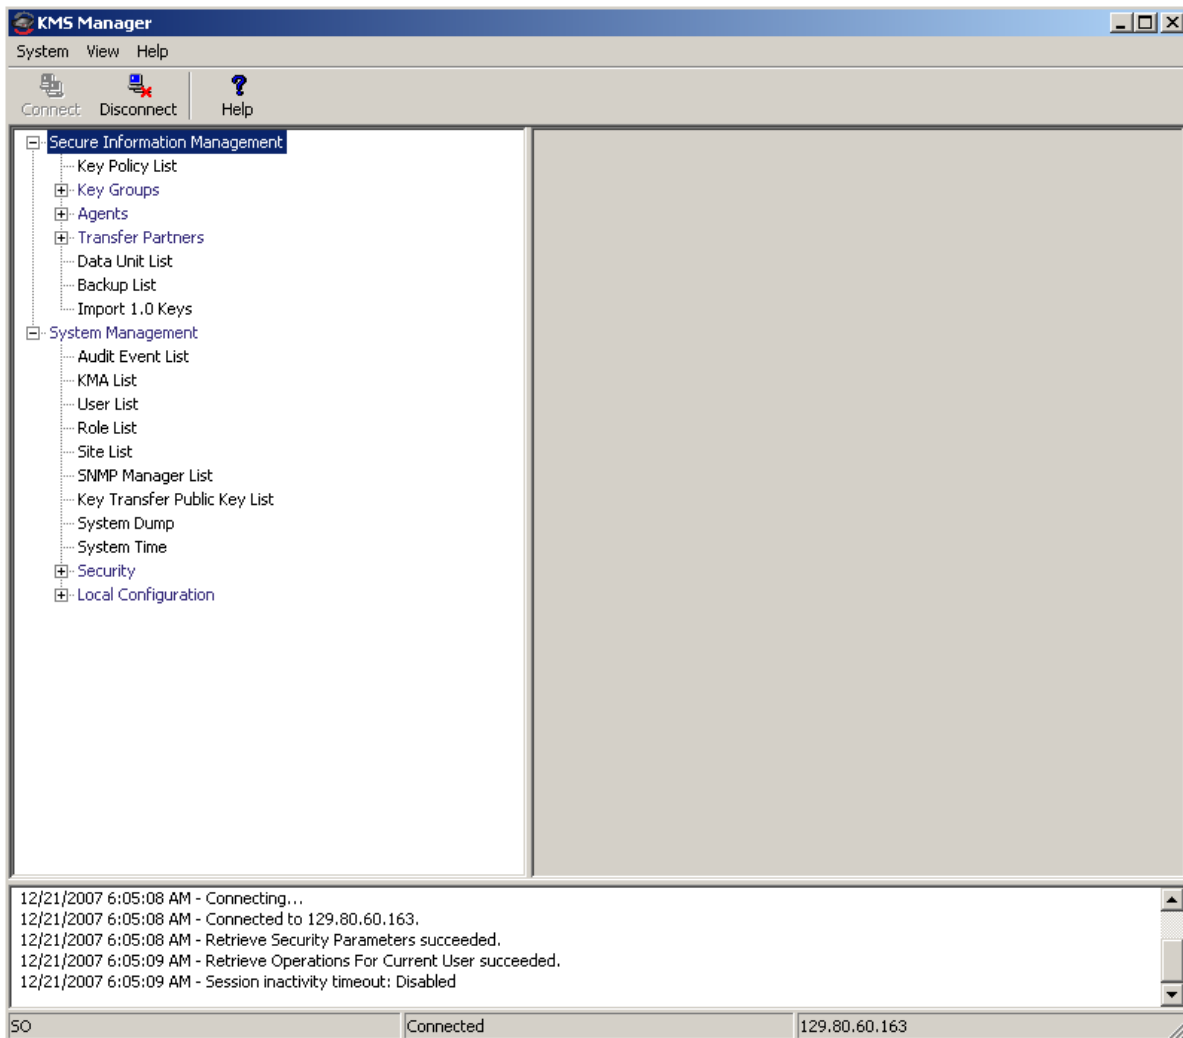 KMS Manager
System View Help
Connect Disconnect Help
Secure Information Management
Key Policy List
Key Groups
Agents
Transfer Partners
Data Unit List
Backup List
Import 1.0 Keys
System Management
Audit Event List
KMA List
User List
Role List
Site List
SNMP Manager List
Key Transfer Public Key List
System Dump
System Time
Security
Local Configuration
12/21/2007 6:05:08 AM - Connecting...
12/21/2007 6:05:08 AM - Connected to 129.80.60.163.
12/21/2007 6:05:08 AM - Retrieve Security Parameters succeeded.
12/21/2007 6:05:09 AM - Retrieve Operations For Current User succeeded.
12/21/2007 6:05:09 AM - Session inactivity timeout: Disabled
SO Connected 129.80.60.163